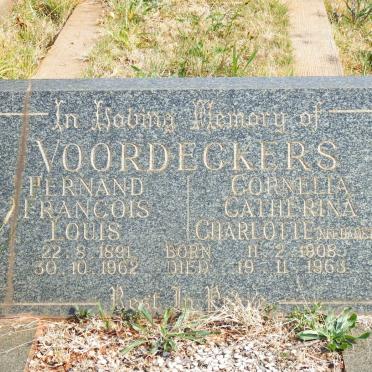 In Loving Memory of
VOORDECKERS
FERNAND CORNELIA
FRANÇOIS CATHERINA
LOUIS CHARLOTTE
22·8·1891 BORN 11·2·1908
30·10·1962 DIED 19·11·1963
Rest In Peace